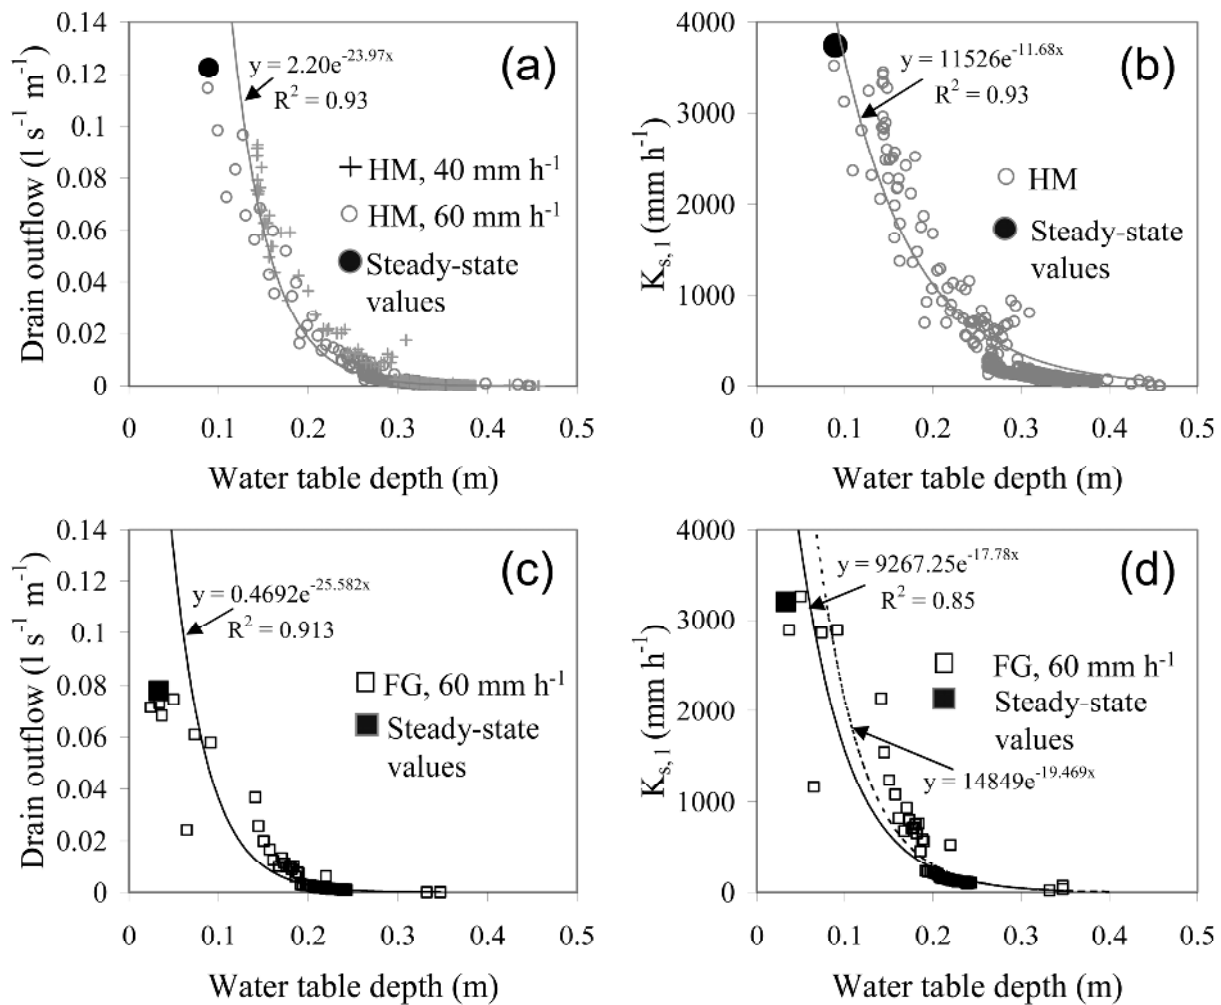 (a)
y = 2.20e^-23.97x
R² = 0.93
HM, 40 mm h⁻¹
HM, 60 mm h⁻¹
Steady-state
values
Drain outflow (l s⁻¹ m⁻¹)
0.14
0.12
0.1
0.08
0.06
0.04
0.02
0
0 0.1 0.2 0.3 0.4 0.5
Water table depth (m)
(b)
y = 11526e^-11.68x
R² = 0.93
HM
Steady-state
values
K_s, 1 (mm h⁻¹)
4000
3000
2000
1000
0
0 0.1 0.2 0.3 0.4 0.5
Water table depth (m)
(c)
y = 0.4692e^-25.582x
R² = 0.913
FG, 60 mm h⁻¹
Steady-state
values
Drain outflow (l s⁻¹ m⁻¹)
0.14
0.12
0.1
0.08
0.06
0.04
0.02
0
0 0.1 0.2 0.3 0.4 0.5
Water table depth (m)
(d)
y = 9267.25e^-17.78x
R² = 0.85
FG, 60 mm h⁻¹
Steady-state
values
y = 14849e^-19.469x
K_s, 1 (mm h⁻¹)
4000
3000
2000
1000
0
0 0.1 0.2 0.3 0.4 0.5
Water table depth (m)